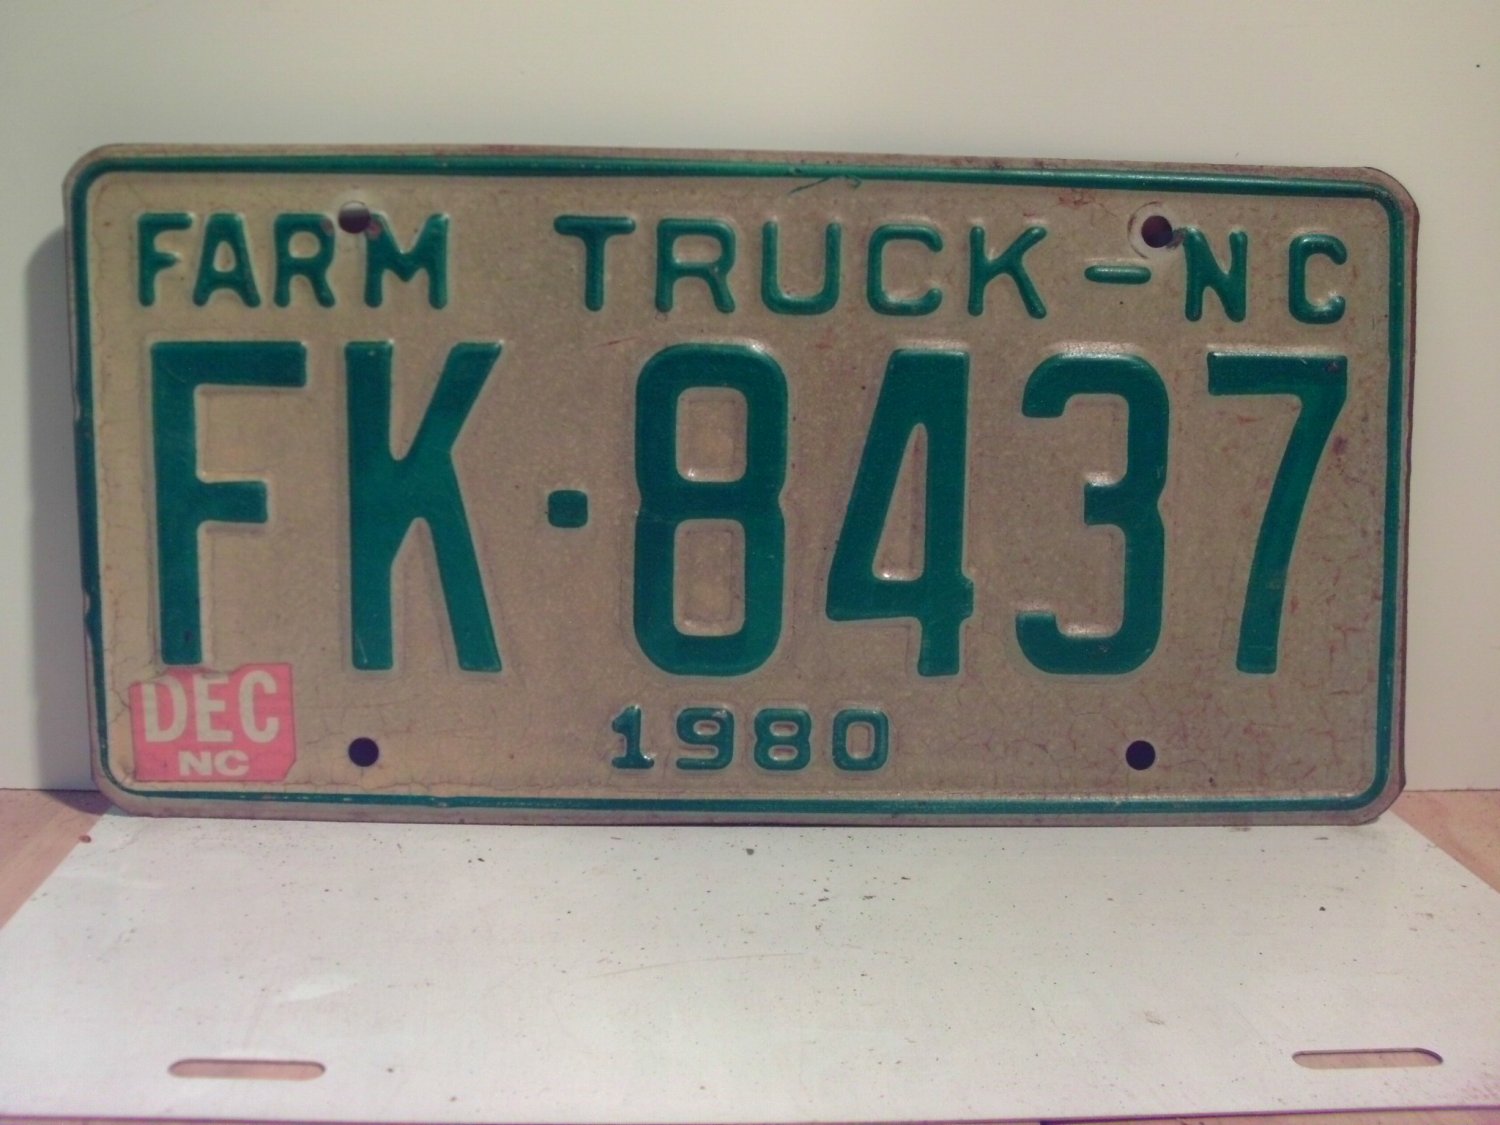 FARM TRUCK-NC
FK·8437
DEC
NC
1980